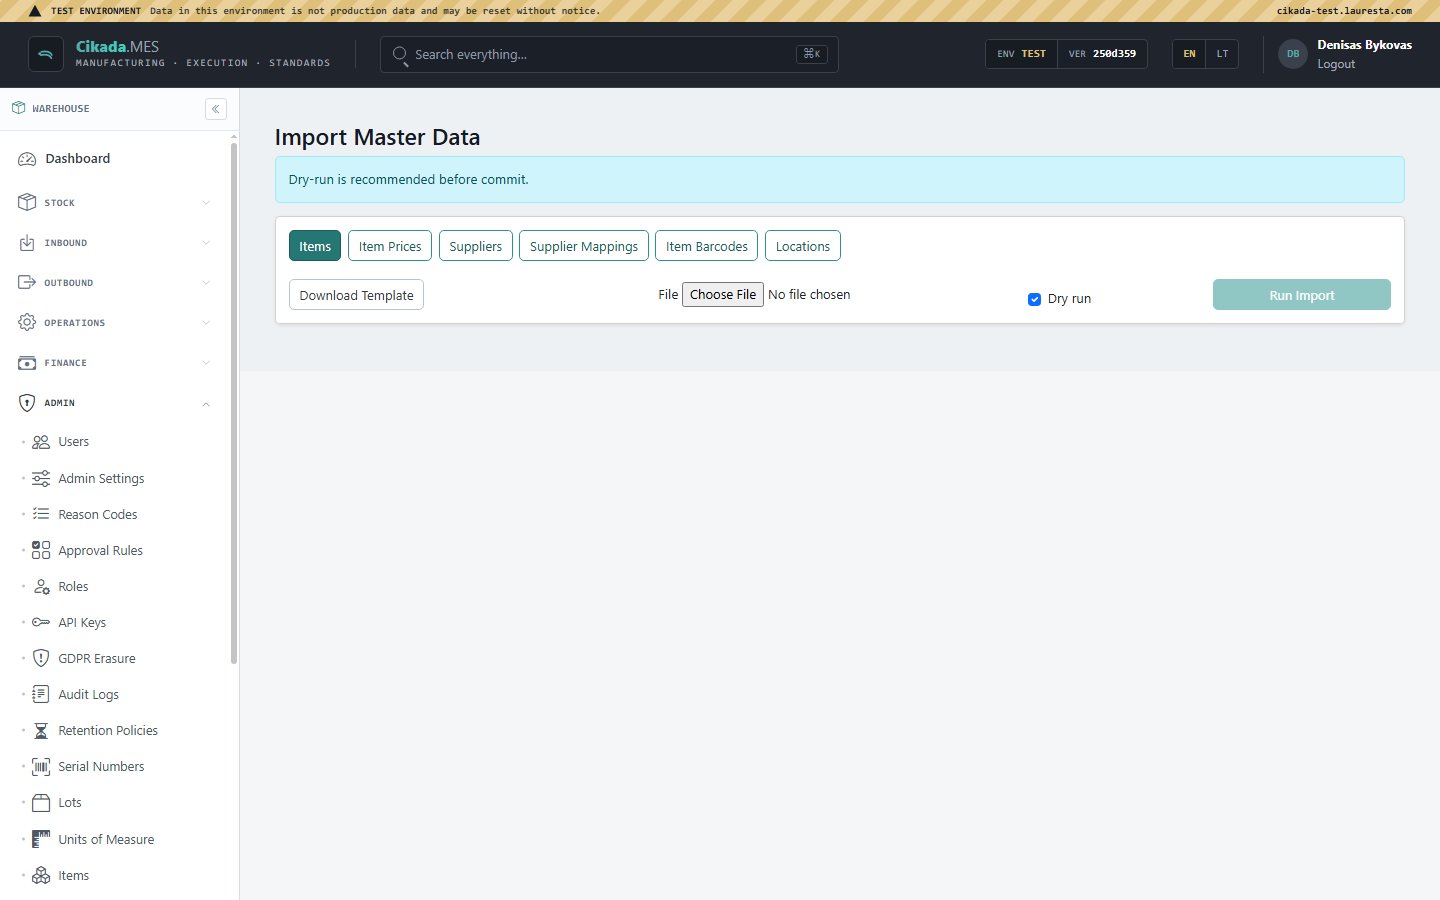 TEST ENVIRONMENT Data in this environment is not production data and may be reset without notice.
cikada-test.lauresta.com
Cikada.MES
MANUFACTURING · EXECUTION · STANDARDS
Search everything...
⌘K
ENV TEST
VER 250d359
EN
LT
DB
Denisas Bykovas
Logout
WAREHOUSE
Dashboard
STOCK
INBOUND
OUTBOUND
OPERATIONS
FINANCE
ADMIN
Users
Admin Settings
Reason Codes
Approval Rules
Roles
API Keys
GDPR Erasure
Audit Logs
Retention Policies
Serial Numbers
Lots
Units of Measure
Items
Import Master Data
Dry-run is recommended before commit.
Items
Item Prices
Suppliers
Supplier Mappings
Item Barcodes
Locations
Download Template
File Choose File No file chosen
Dry run
Run Import